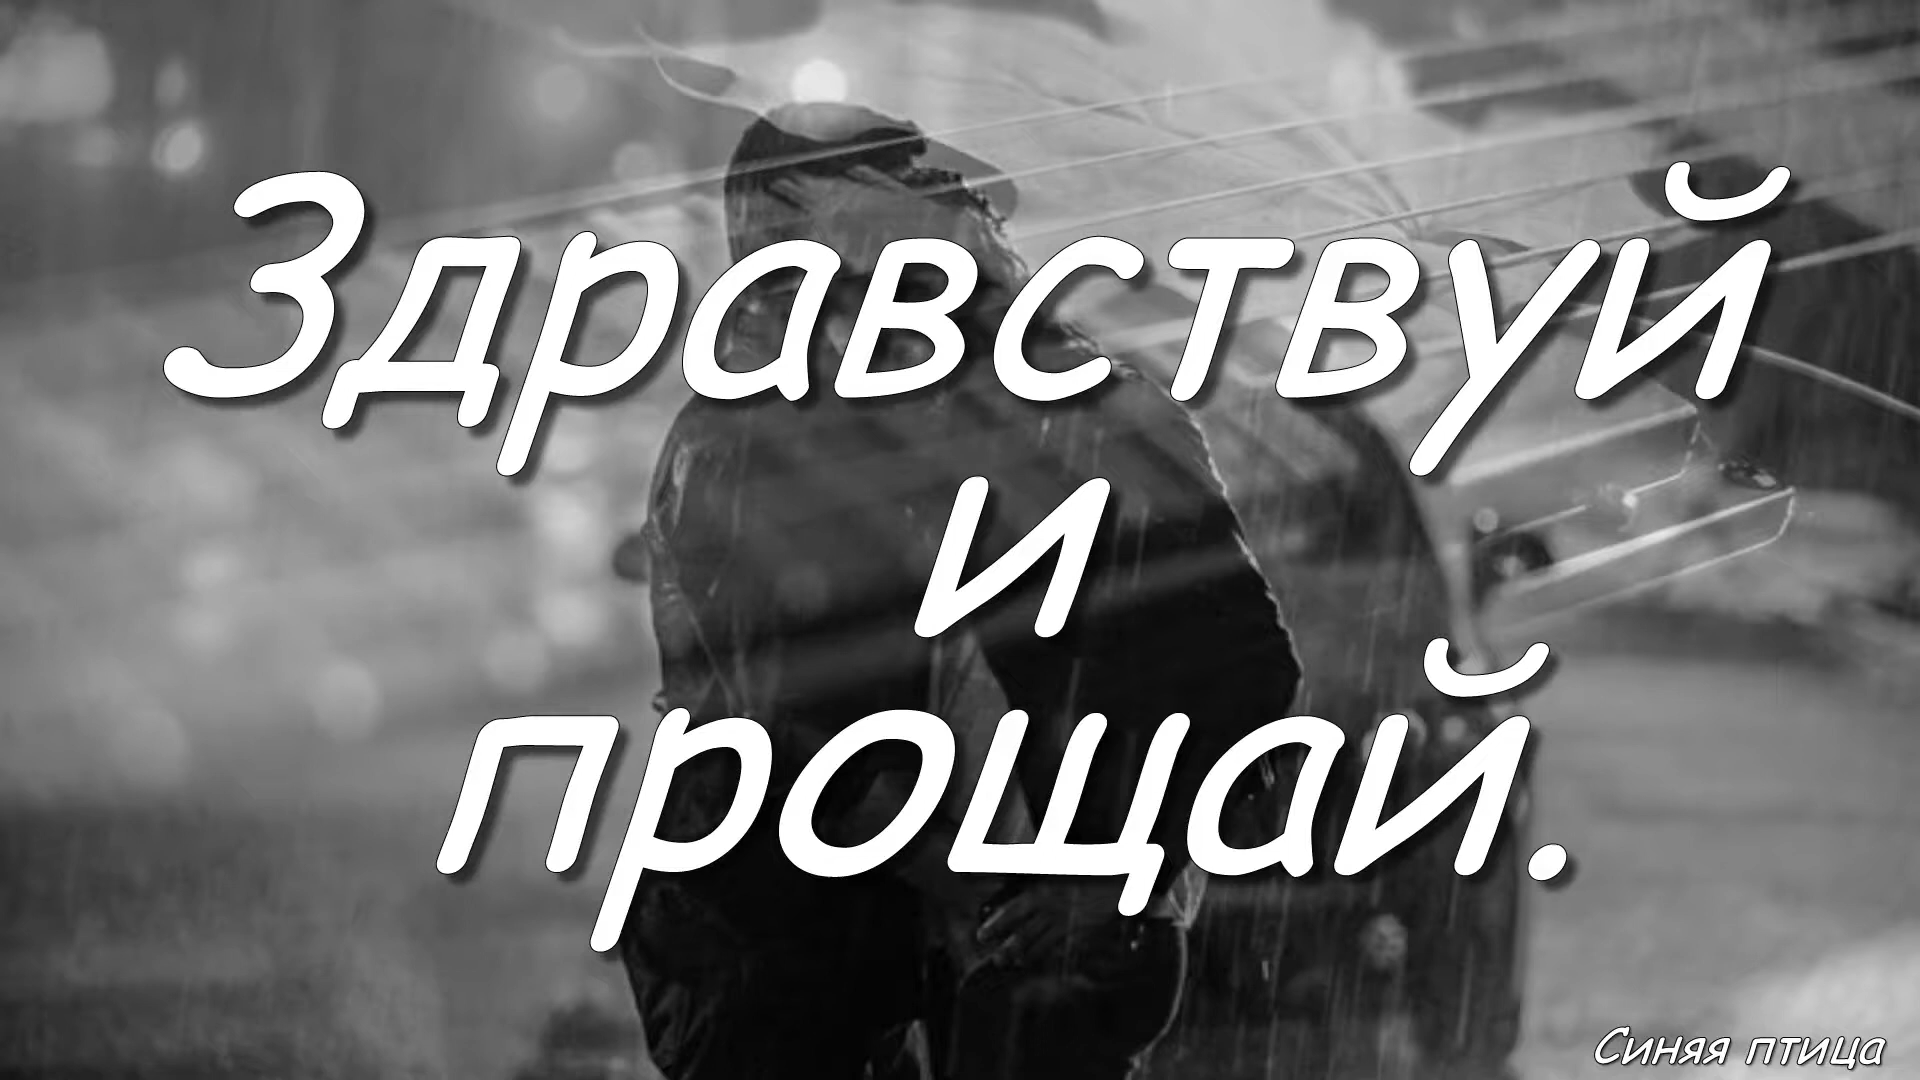 Здравствуй
и
прощай.
Синяя птица